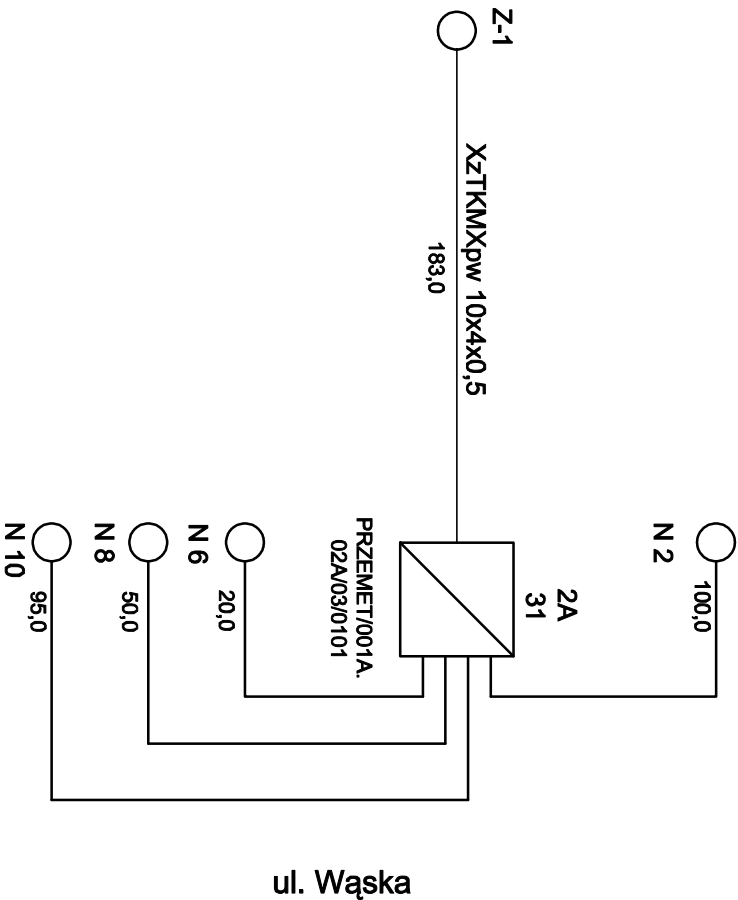 Z-1
XzTKMXpw 10x4x0,5
183,0
N 2
100,0
2A
31
PRZEMET/001A.
02A/03/0101
N 6
20,0
N 8
50,0
N 10
95,0
ul. Wąska